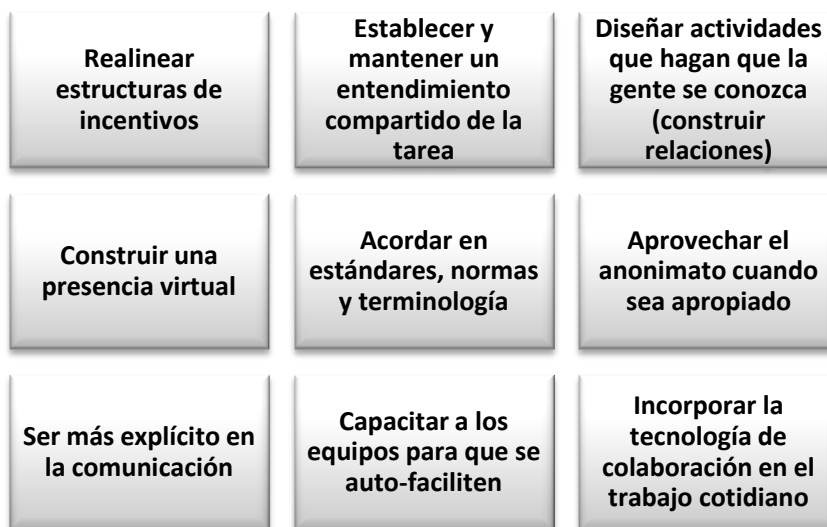 Realinear
estructuras de
incentivos
Establecer y
mantener un
entendimiento
compartido de la
tarea
Diseñar actividades
que hagan que la
gente se conozca
(construir
relaciones)
Construir una
presencia virtual
Acordar en
estándares, normas
y terminología
Aprovechar el
anonimato cuando
sea apropiado
Ser más explícito en
la comunicación
Capacitar a los
equipos para que se
auto-faciliten
Incorporar la
tecnología de
colaboración en el
trabajo cotidiano